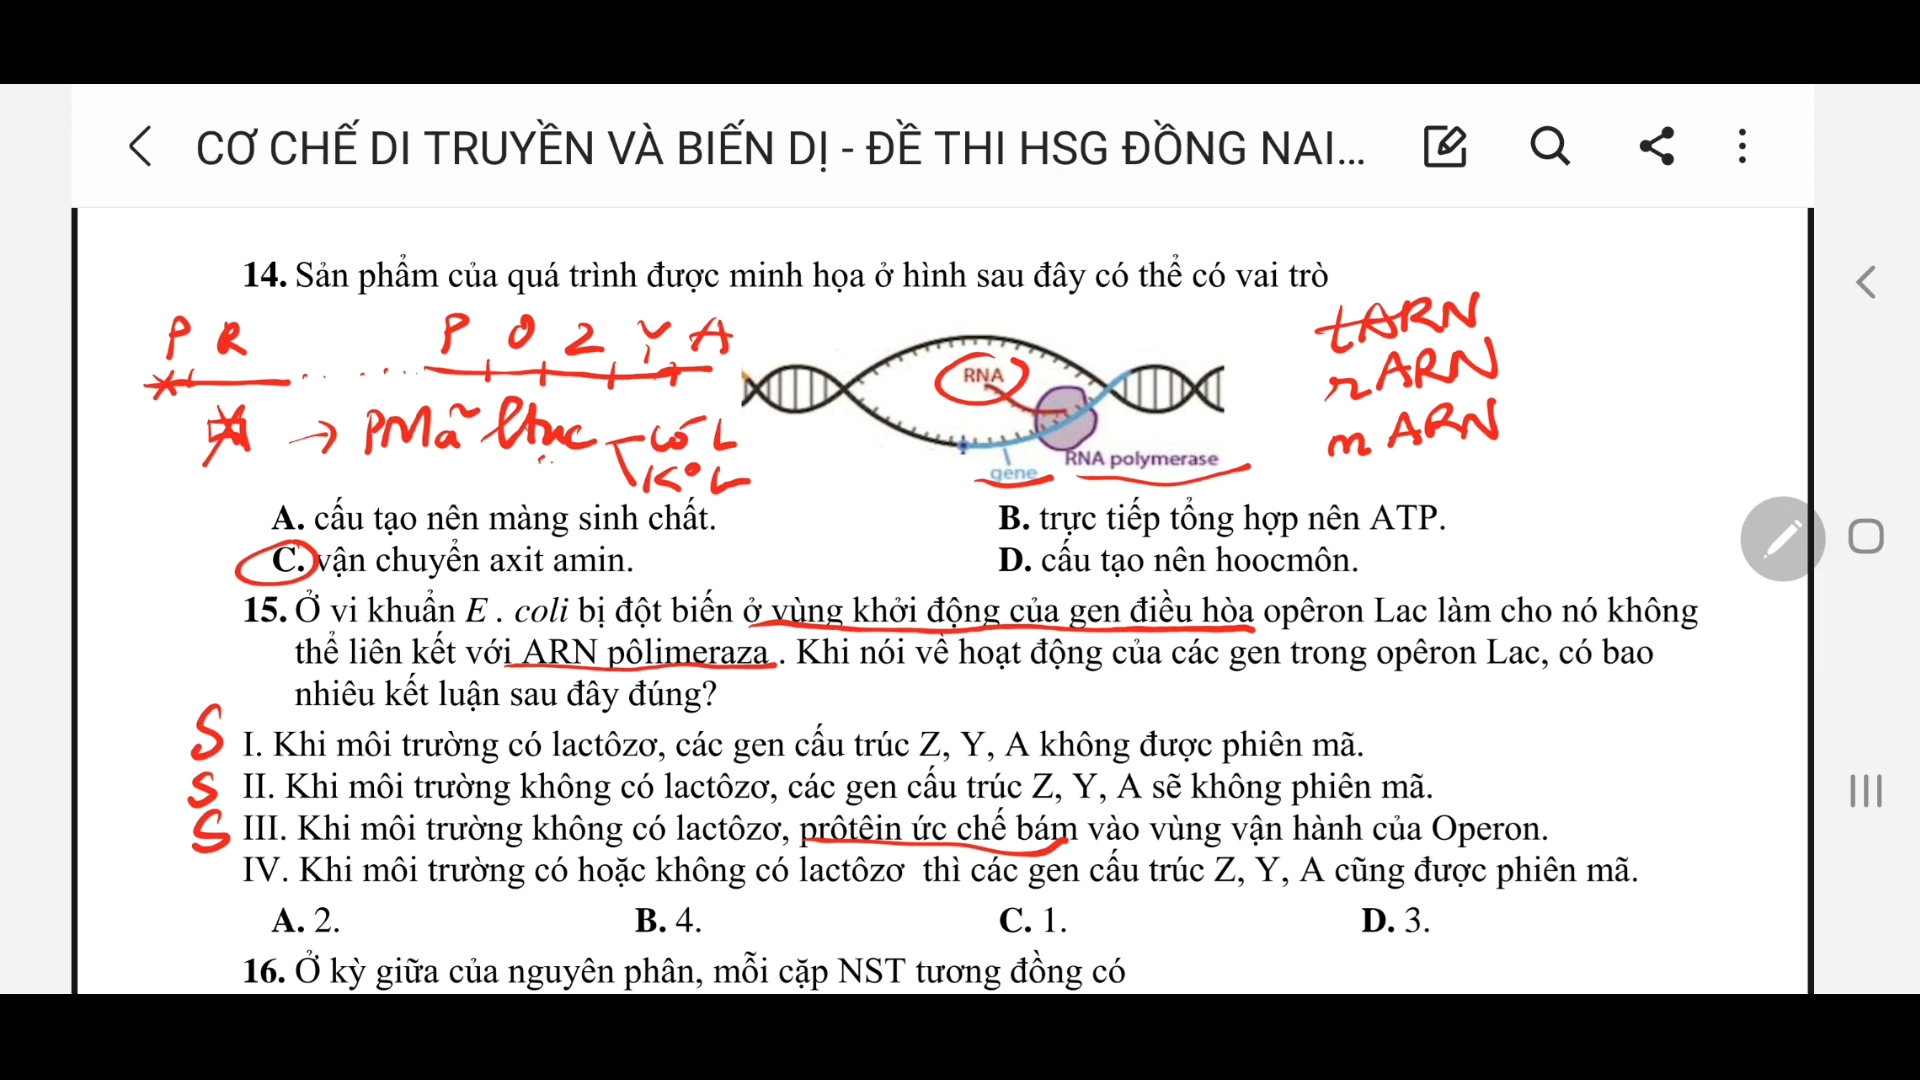 CƠ CHẾ DI TRUYỀN VÀ BIẾN DỊ - ĐỀ THI HSG ĐỒNG NAI...
14. Sản phẩm của quá trình được minh họa ở hình sau đây có thể có vai trò
P R
P O Z Y A
→ PMã ltục
có L
K° L
RNA
gene
RNA polymerase
tARN
rARN
mARN
A. cấu tạo nên màng sinh chất.
B. trực tiếp tổng hợp nên ATP.
C. vận chuyển axit amin.
D. cấu tạo nên hoocmôn.
15. Ở vi khuẩn E . coli bị đột biến ở vùng khởi động của gen điều hòa opêron Lac làm cho nó không
thể liên kết với ARN pôlimeraza . Khi nói về hoạt động của các gen trong opêron Lac, có bao
nhiêu kết luận sau đây đúng?
S I. Khi môi trường có lactôzơ, các gen cấu trúc Z, Y, A không được phiên mã.
S II. Khi môi trường không có lactôzơ, các gen cấu trúc Z, Y, A sẽ không phiên mã.
S III. Khi môi trường không có lactôzơ, prôtêin ức chế bám vào vùng vận hành của Operon.
IV. Khi môi trường có hoặc không có lactôzơ thì các gen cấu trúc Z, Y, A cũng được phiên mã.
A. 2.
B. 4.
C. 1.
D. 3.
16. Ở kỳ giữa của nguyên phân, mỗi cặp NST tương đồng có